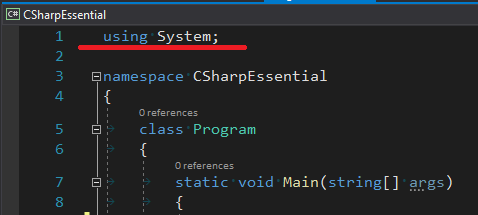 C# CSharpEssential
1 using System;
2
3 namespace CSharpEssential
4 {
0 references
5 class Program
6 {
0 references
7 static void Main(string[] args)
8 {